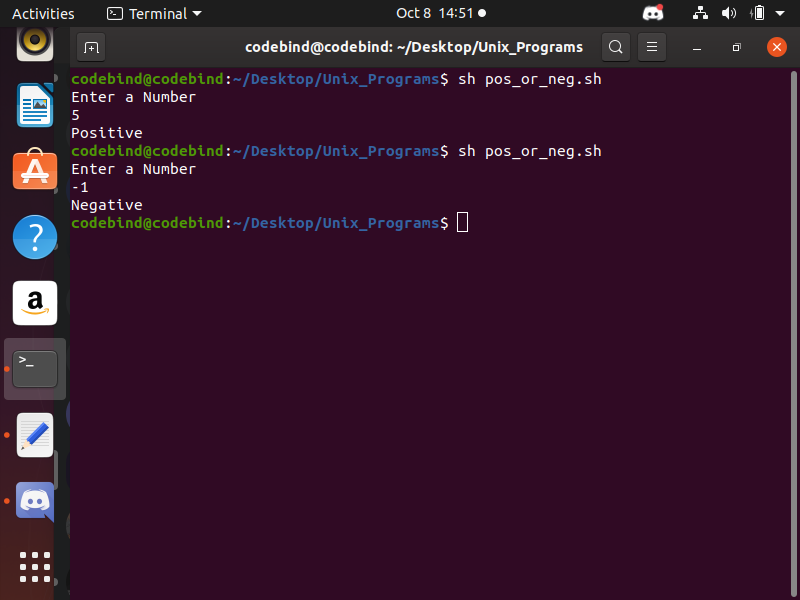 Activities Terminal Oct 8 14:51
codebind@codebind: ~/Desktop/Unix_Programs
codebind@codebind:~/Desktop/Unix_Programs$ sh pos_or_neg.sh
Enter a Number
5
Positive
codebind@codebind:~/Desktop/Unix_Programs$ sh pos_or_neg.sh
Enter a Number
-1
Negative
codebind@codebind:~/Desktop/Unix_Programs$
A
?
a
>_